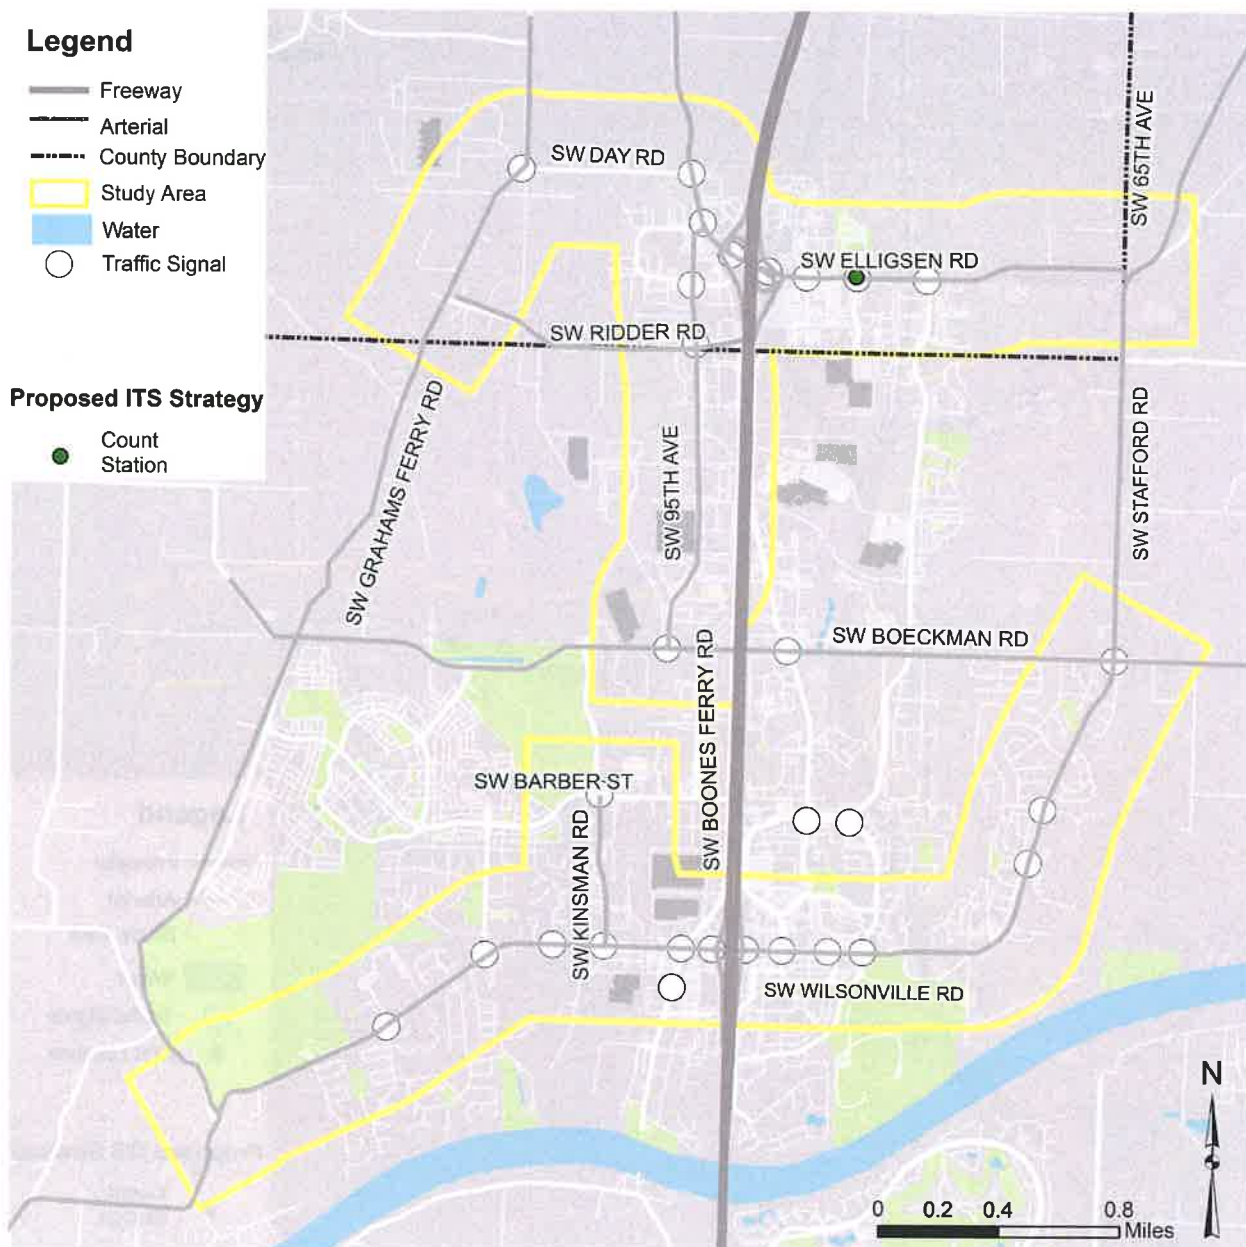 Legend
Freeway
Arterial
County Boundary
Study Area
Water
Traffic Signal
Proposed ITS Strategy
Count
Station
SW DAY RD
SW 65TH AVE
SW ELLIGSEN RD
SW RIDDER RD
SW GRAHAMS FERRY RD
SW 95TH AVE
SW STAFFORD RD
SW BOECKMAN RD
SW BOONES FERRY RD
SW BARBER ST
SW KINSMAN RD
SW WILSONVILLE RD
N
0 0.2 0.4 0.8
Miles